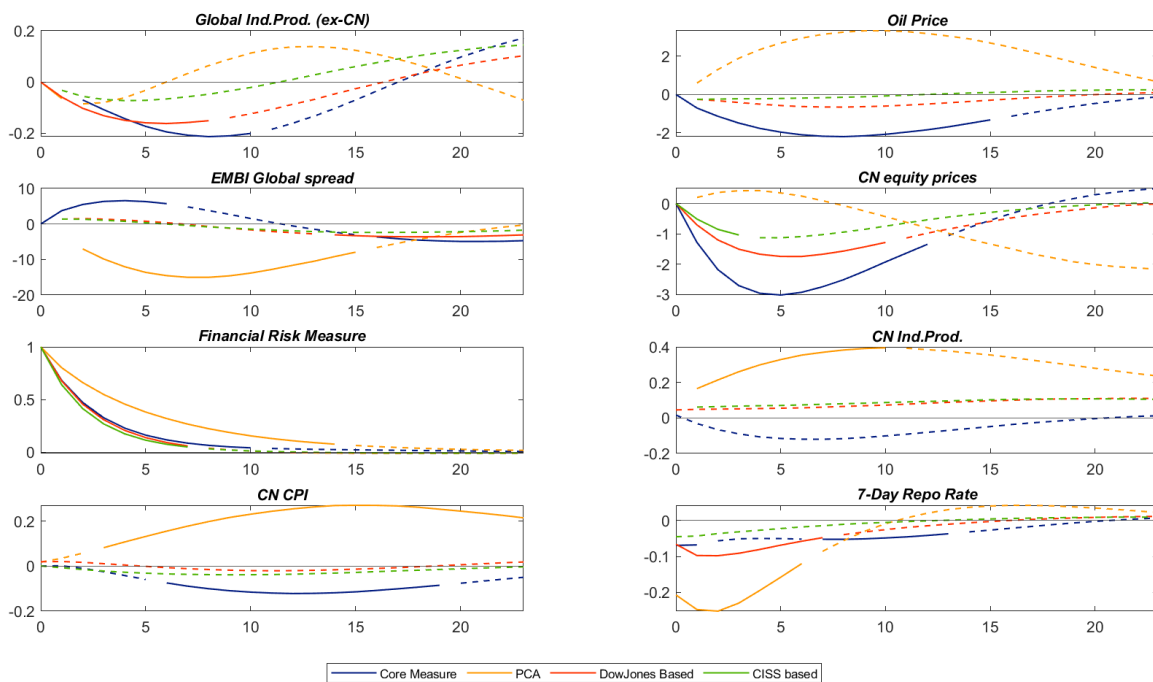 Global Ind.Prod. (ex-CN)
0.2
0
-0.2
0 5 10 15 20
Oil Price
2
0
-2
0 5 10 15 20
EMBI Global spread
10
0
-10
-20
0 5 10 15 20
CN equity prices
0
-1
-2
-3
0 5 10 15 20
Financial Risk Measure
1
0.5
0
0 5 10 15 20
CN Ind.Prod.
0.4
0.2
0
-0.2
0 5 10 15 20
CN CPI
0.2
0
-0.2
0 5 10 15 20
7-Day Repo Rate
0
-0.1
-0.2
0 5 10 15 20
Core Measure PCA DowJones Based CISS based